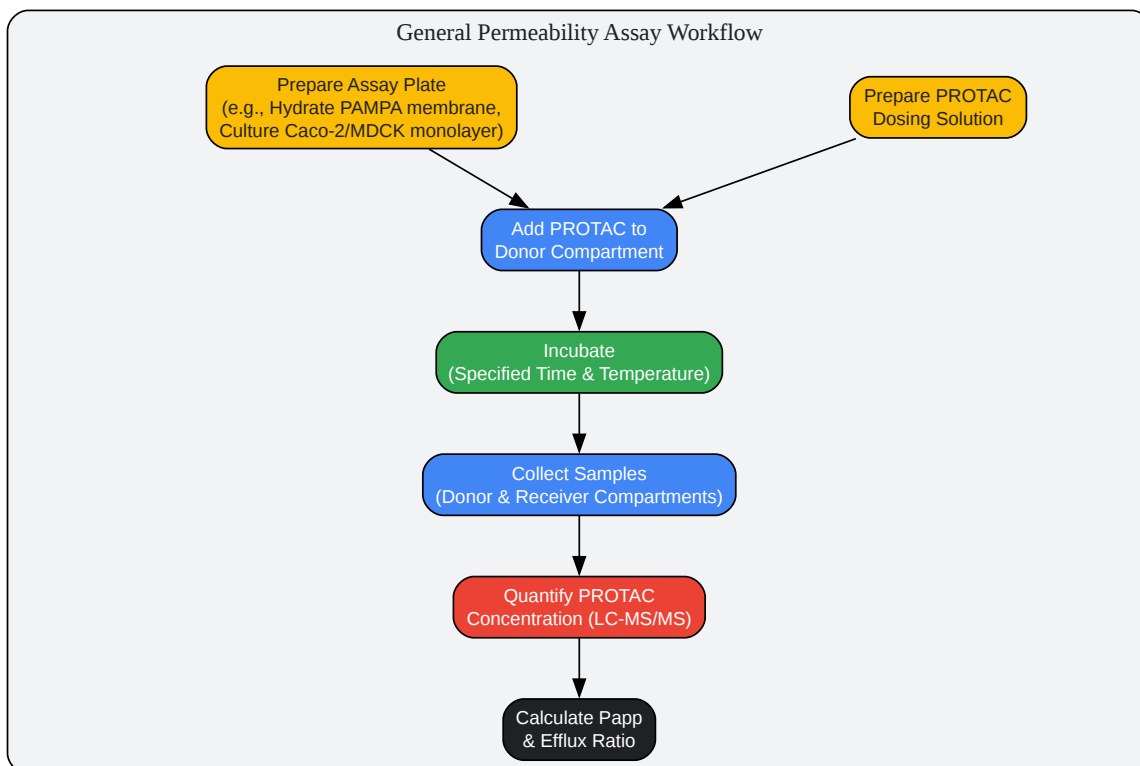 General Permeability Assay Workflow
Prepare Assay Plate
(e.g., Hydrate PAMPA membrane,
Culture Caco-2/MDCK monolayer)
Prepare PROTAC
Dosing Solution
Add PROTAC to
Donor Compartment
Incubate
(Specified Time & Temperature)
Collect Samples
(Donor & Receiver Compartments)
Quantify PROTAC
Concentration (LC-MS/MS)
Calculate Papp
& Efflux Ratio